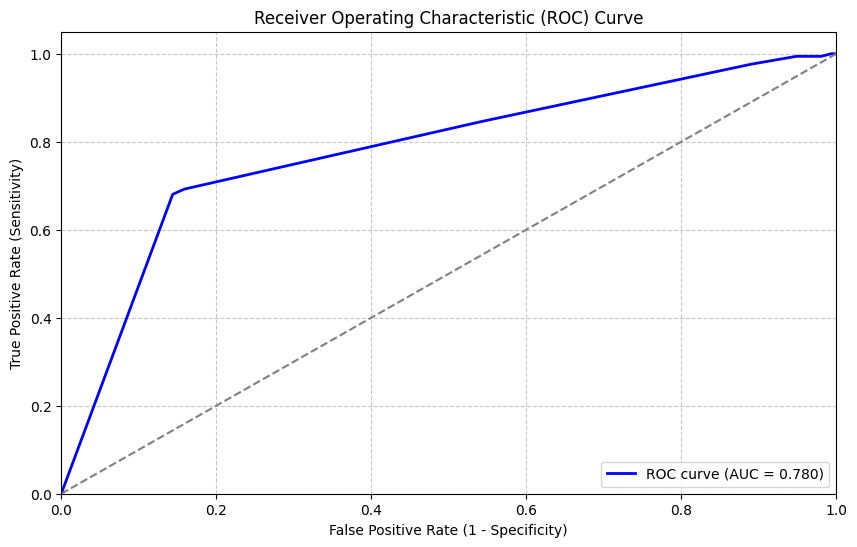 Receiver Operating Characteristic (ROC) Curve
True Positive Rate (Sensitivity)
1.0
0.8
0.6
0.4
0.2
0.0
ROC curve (AUC = 0.780)
0.0 0.2 0.4 0.6 0.8 1.0
False Positive Rate (1 - Specificity)